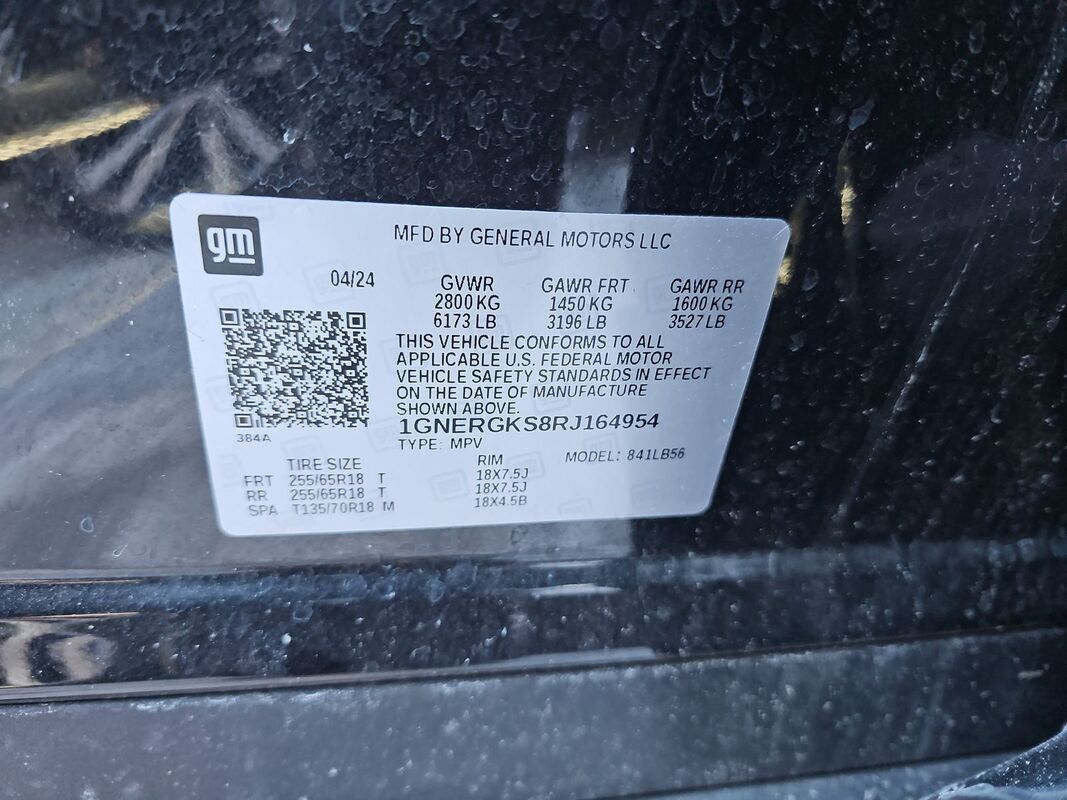 gm
MFD BY GENERAL MOTORS LLC
04/24 GVWR GAWR FRT GAWR RR
2800 KG 1450 KG 1600 KG
6173 LB 3196 LB 3527 LB
THIS VEHICLE CONFORMS TO ALL
APPLICABLE U.S. FEDERAL MOTOR
VEHICLE SAFETY STANDARDS IN EFFECT
ON THE DATE OF MANUFACTURE
SHOWN ABOVE.
1GNERGKS8RJ164954
384A
TYPE: MPV MODEL: 841LB56
TIRE SIZE RIM
FRT 255/65R18 T 18X7.5J
RR 255/65R18 T 18X7.5J
SPA T135/70R18 M 18X4.5B